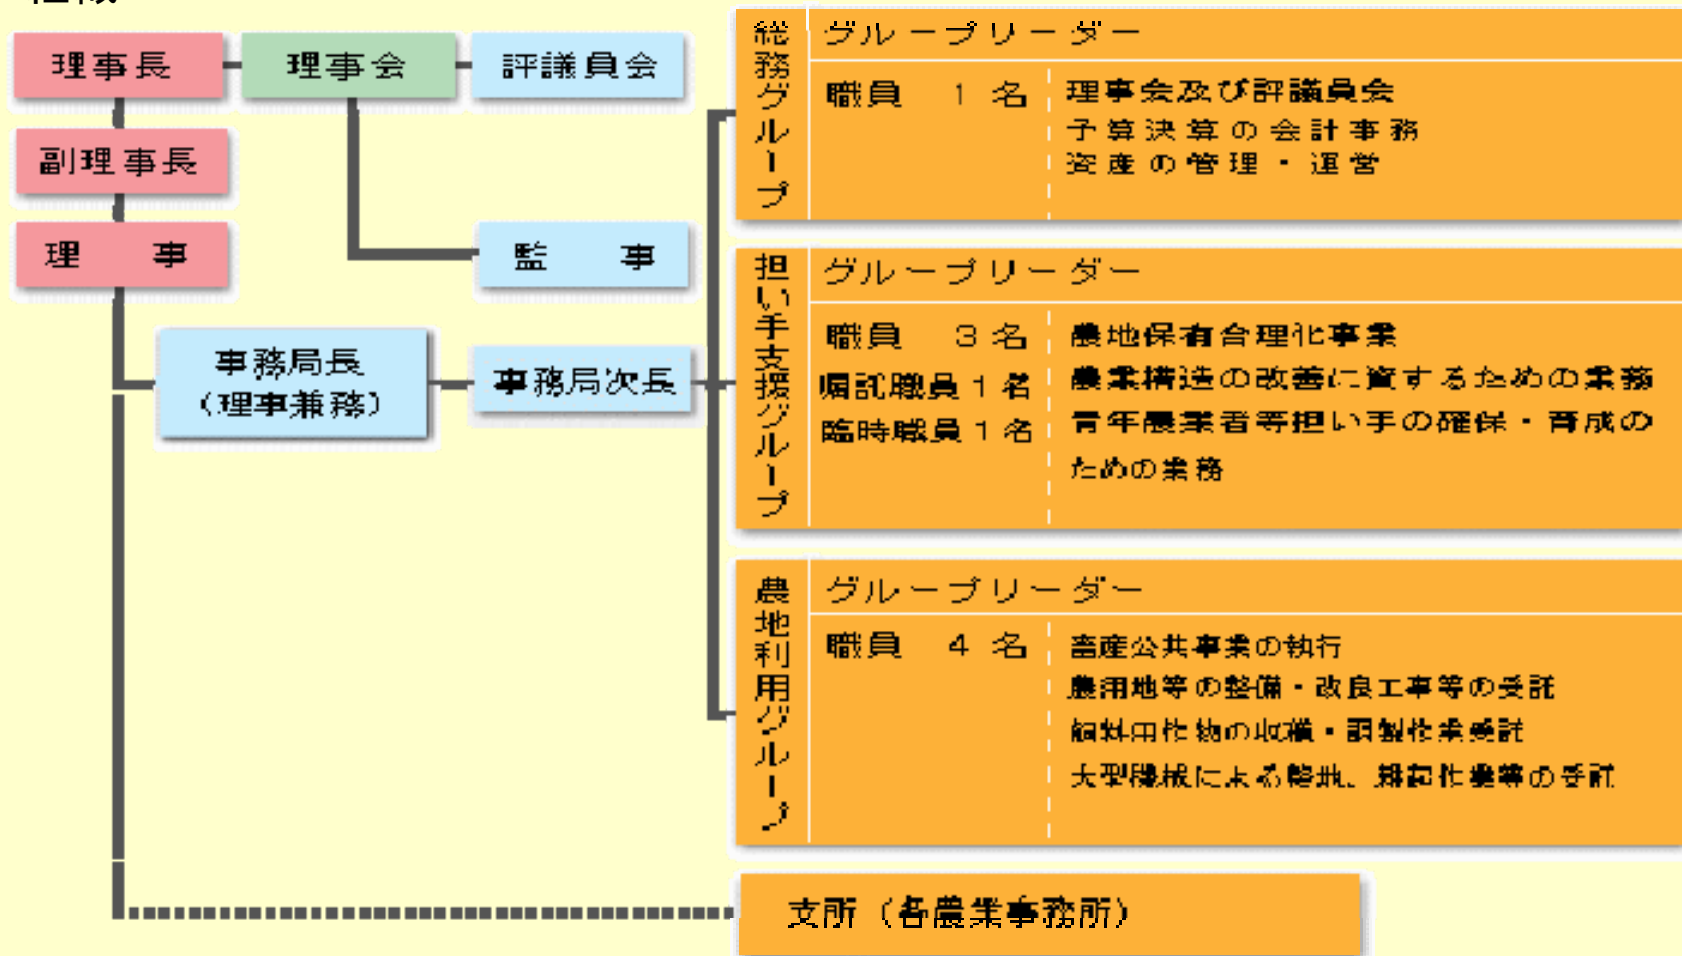 組織
理事長
理事会
評議員会
副理事長
理　事
監　事
事務局長
（理事兼務）
事務局次長
総務グループ
グループリーダー
職員　1 名
理事会及び評議員会
予算決算の会計事務
資産の管理・運営
担い手支援グループ
グループリーダー
職員　3 名
嘱託職員 1 名
臨時職員 1 名
農地保有合理化事業
農業構造の改善に資するための業務
青年農業者等担い手の確保・育成の
ための業務
農地利用グループ
グループリーダー
職員　4 名
畜産公共事業の執行
農用地等の整備・改良工事等の受託
飼料用作物の収穫・調製作業受託
大型機械による整地、耕起作業等の受託
支所（各農業事務所）